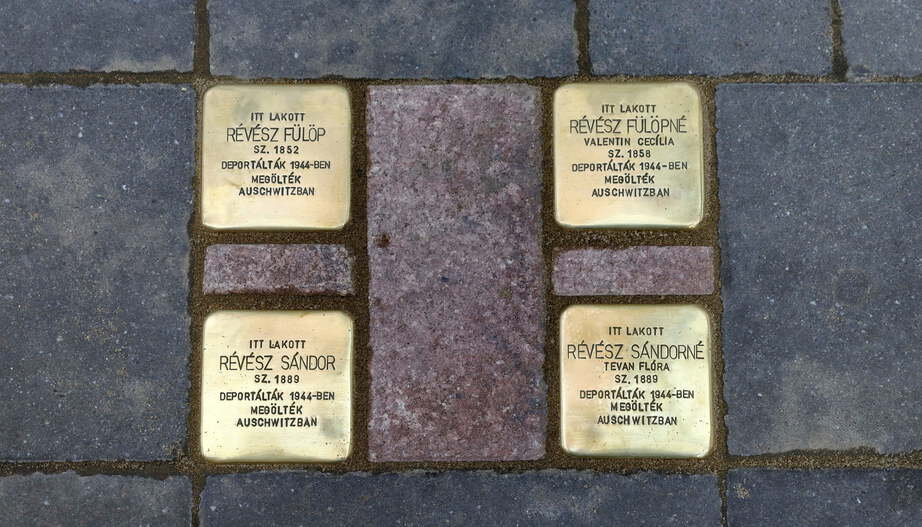 ITT LAKOTT
RÉVÉSZ FÜLÖP
SZ. 1852
DEPORTÁLTÁK 1944-BEN
MEGÖLTÉK
AUSCHWITZBAN
ITT LAKOTT
RÉVÉSZ FÜLÖPNÉ
VALENTIN CECÍLIA
SZ. 1858
DEPORTÁLTÁK 1944-BEN
MEGÖLTÉK
AUSCHWITZBAN
ITT LAKOTT
RÉVÉSZ SÁNDOR
SZ. 1889
DEPORTÁLTÁK 1944-BEN
MEGÖLTÉK
AUSCHWITZBAN
ITT LAKOTT
RÉVÉSZ SÁNDORNÉ
TEVAN FLÓRA
SZ. 1889
DEPORTÁLTÁK 1944-BEN
MEGÖLTÉK
AUSCHWITZBAN